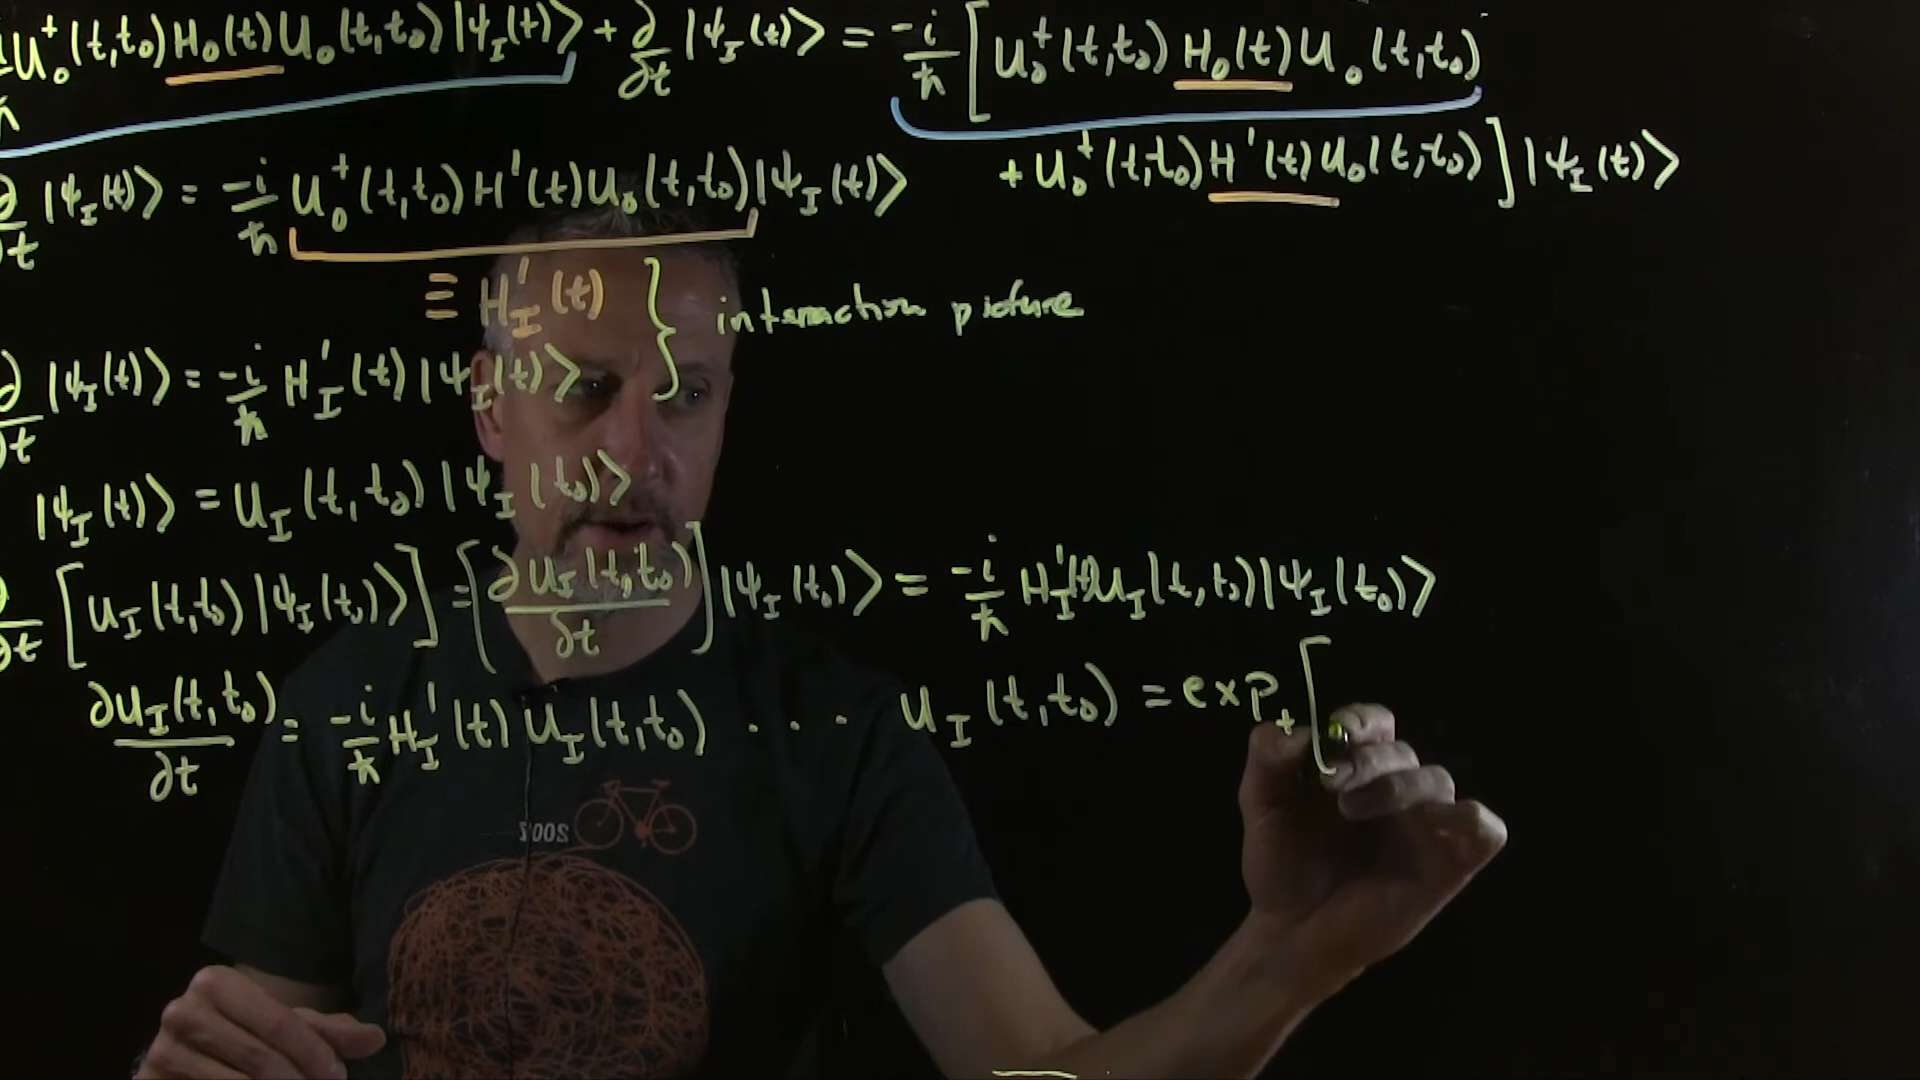 U₀†(t,t₀)H₀(t)U₀(t,t₀)|ψ_I(t)⟩ + ∂/∂t |ψ_I(t)⟩ = -i/ħ [U₀†(t,t₀)H₀(t)U₀(t,t₀)
+ U₀†(t,t₀)H'(t)U₀(t,t₀)]|ψ_I(t)⟩
∂/∂t |ψ_I(t)⟩ = -i/ħ U₀†(t,t₀)H'(t)U₀(t,t₀)|ψ_I(t)⟩
≡ H'_I(t) } interaction picture
∂/∂t |ψ_I(t)⟩ = -i/ħ H'_I(t)|ψ_I(t)⟩
|ψ_I(t)⟩ = U_I(t,t₀)|ψ_I(t₀)⟩
∂/∂t [U_I(t,t₀)|ψ_I(t₀)⟩] = [∂U_I(t,t₀)/∂t]|ψ_I(t₀)⟩ = -i/ħ H'_I(t)U_I(t,t₀)|ψ_I(t₀)⟩
∂U_I(t,t₀)/∂t = -i/ħ H'_I(t)U_I(t,t₀) . . . U_I(t,t₀) = exp₊[
2007